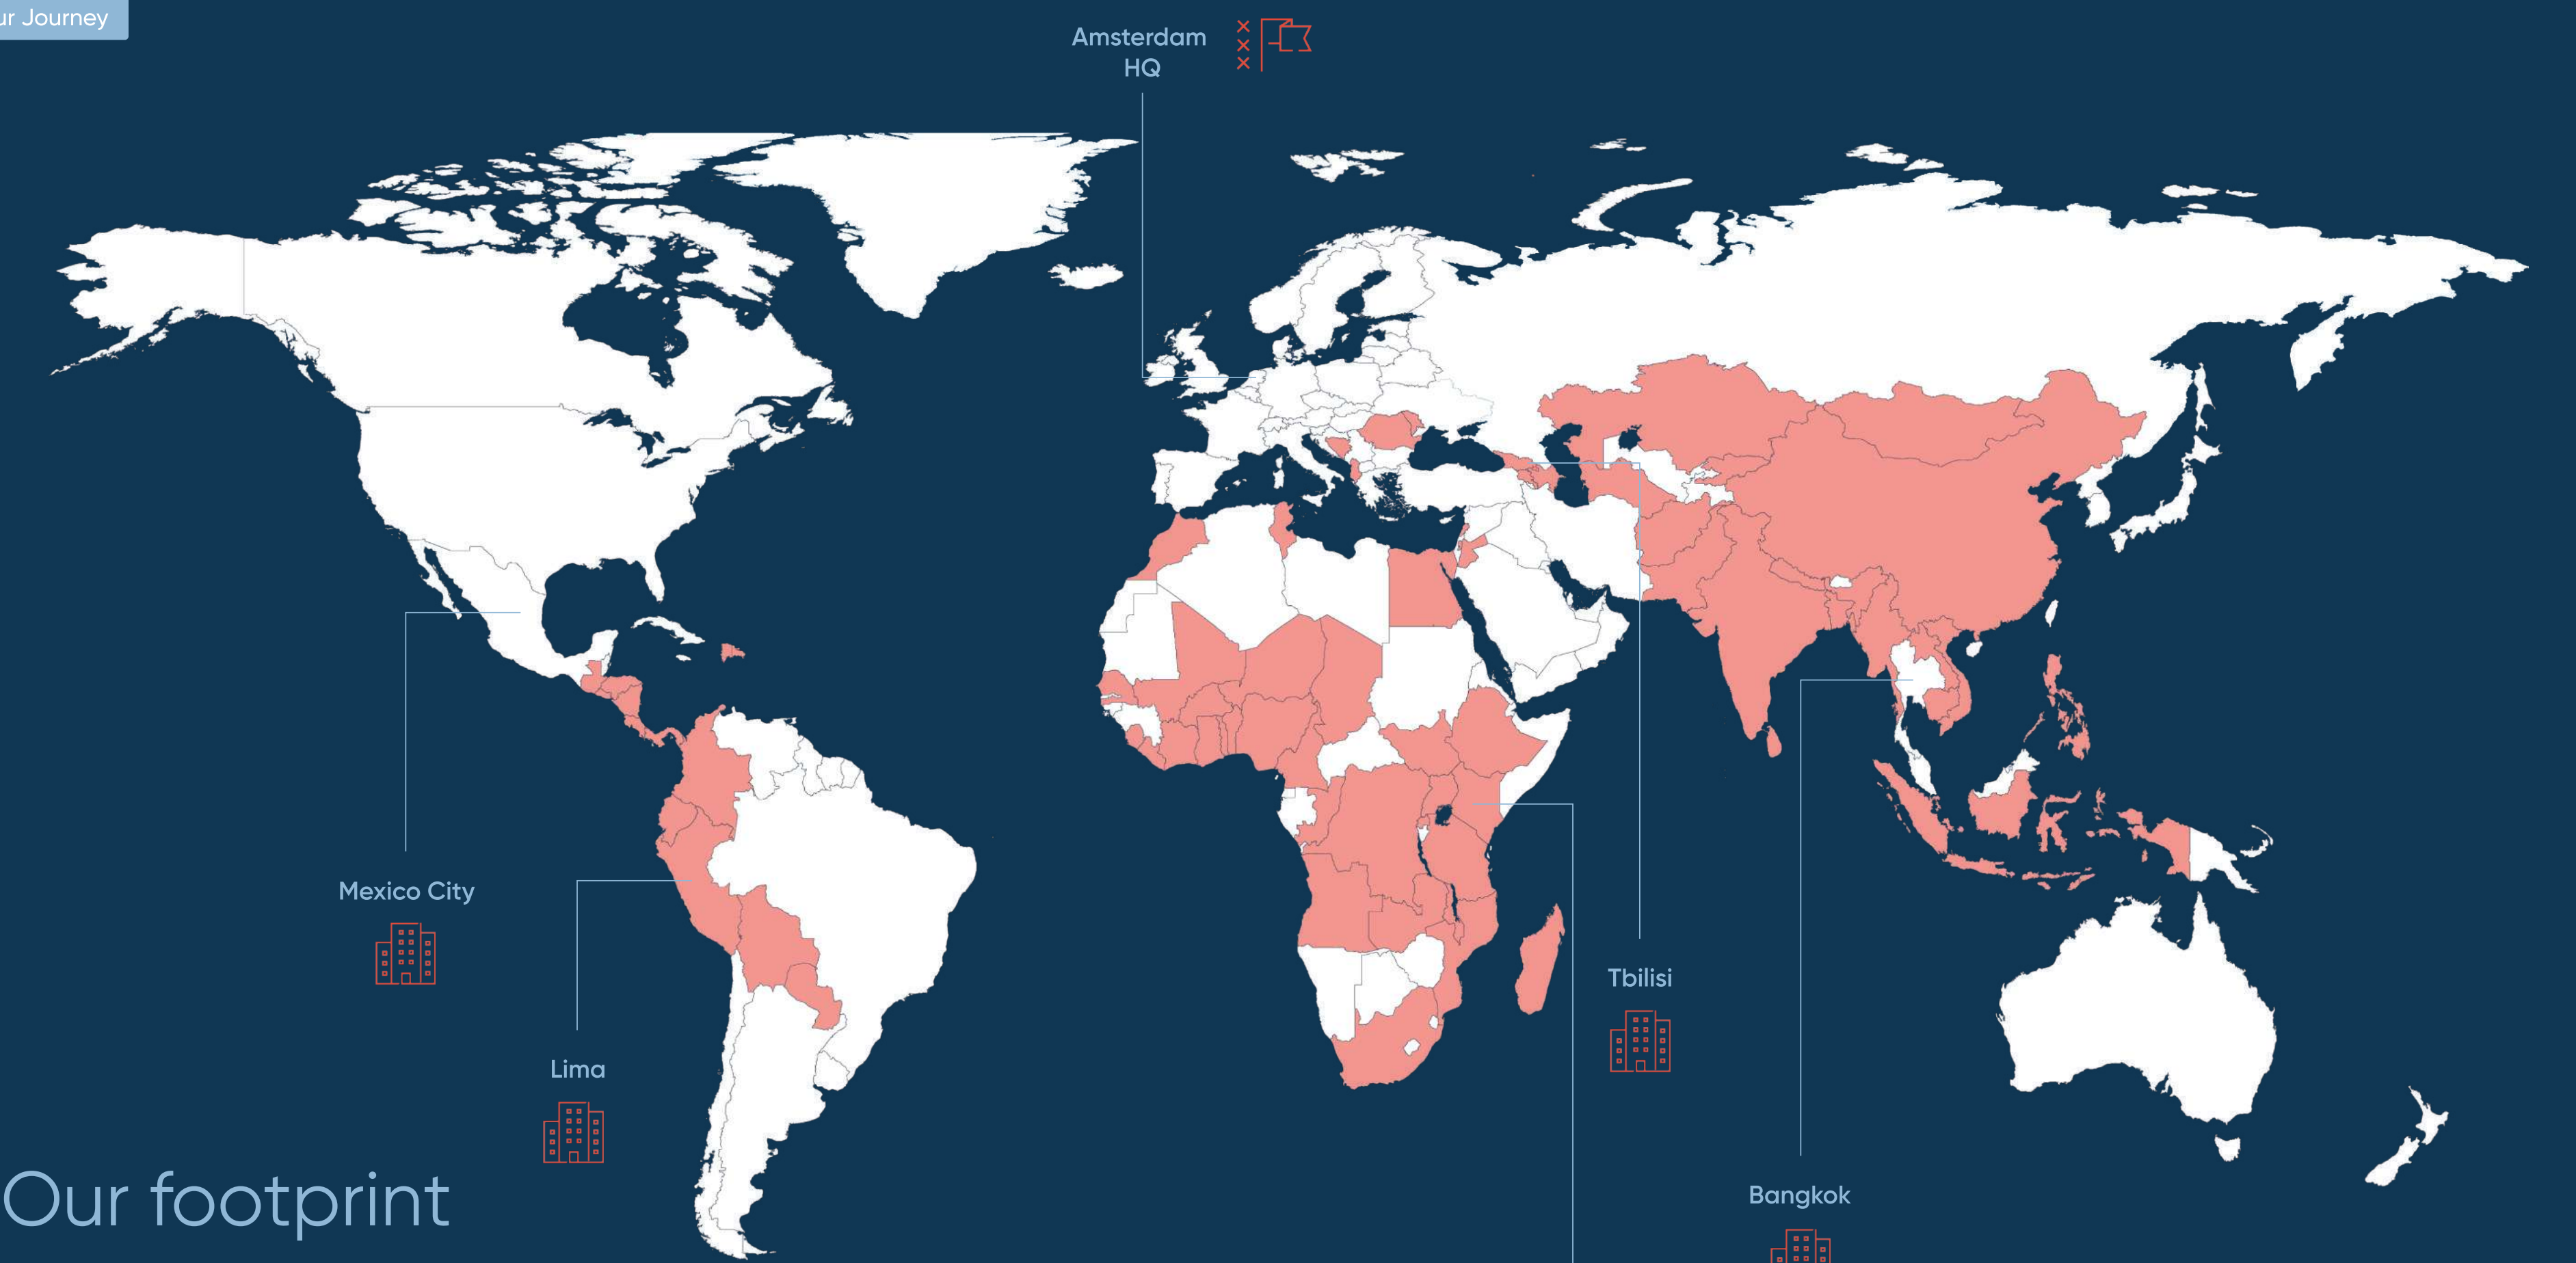 Journey
Amsterdam
HQ
Mexico City
Lima
Tbilisi
Bangkok
Our footprint